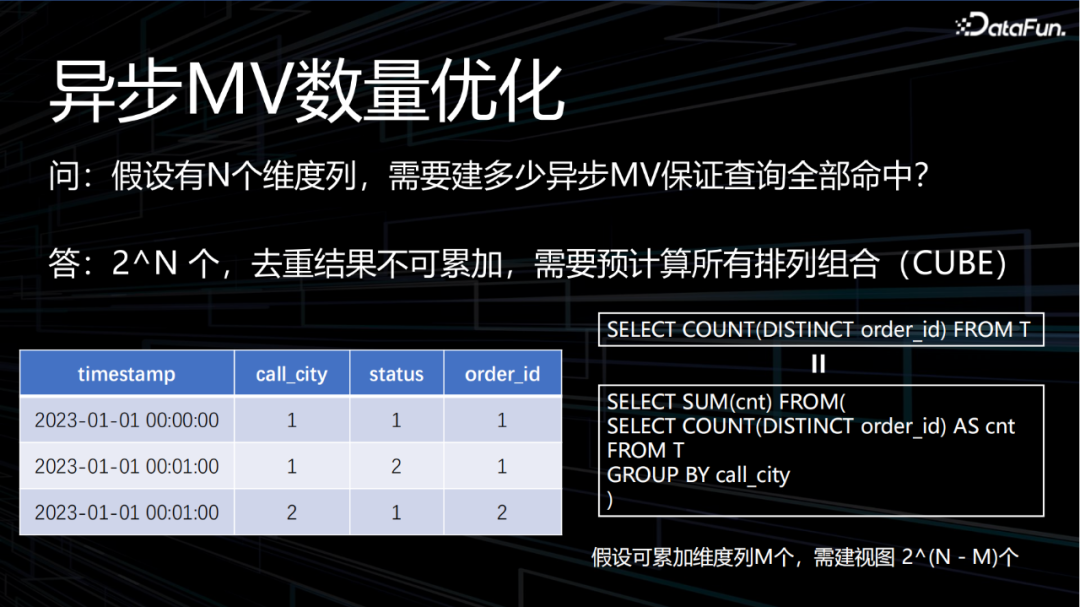 DataFun.
异步MV数量优化
问：假设有N个维度列，需要建多少异步MV保证查询全部命中？
答：2^N 个，去重结果不可累加，需要预计算所有排列组合（CUBE）
timestamp call_city status order_id
2023-01-01 00:00:00 1 1 1
2023-01-01 00:01:00 1 2 1
2023-01-01 00:01:00 2 1 2
SELECT COUNT(DISTINCT order_id) FROM T
=
SELECT SUM(cnt) FROM(
SELECT COUNT(DISTINCT order_id) AS cnt
FROM T
GROUP BY call_city
)
假设可累加维度列M个，需建视图 2^(N - M)个